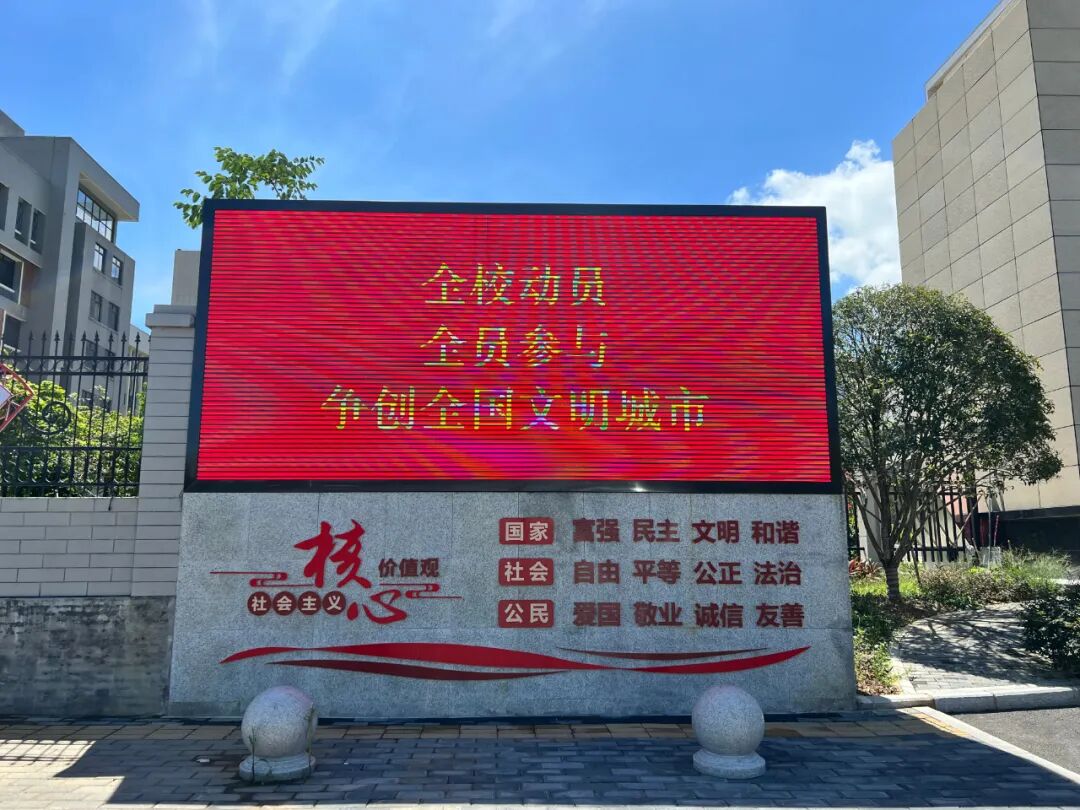 全校动员
全员参与
争创全国文明城市
核心价值观
社会主义
国家 富强 民主 文明 和谐
社会 自由 平等 公正 法治
公民 爱国 敬业 诚信 友善